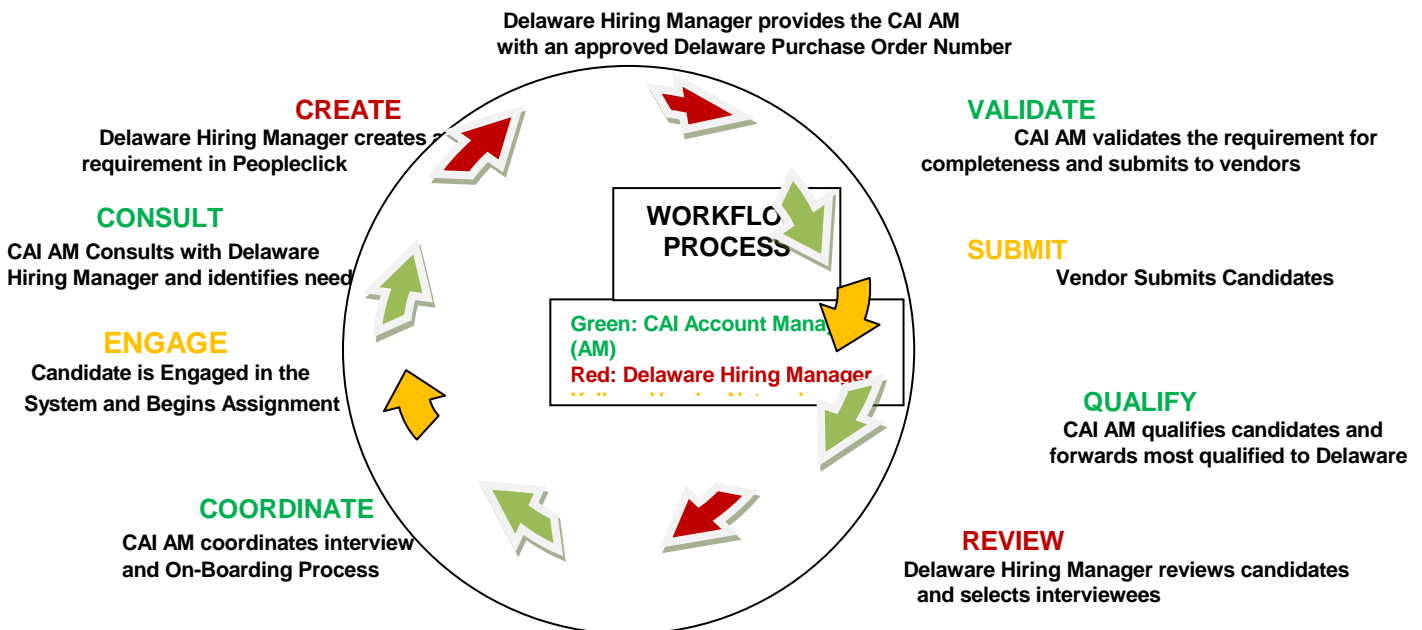 Delaware Hiring Manager provides the CAI AM
with an approved Delaware Purchase Order Number
CREATE
Delaware Hiring Manager creates a
requirement in Peopleclick
VALIDATE
CAI AM validates the requirement for
completeness and submits to vendors
CONSULT
CAI AM Consults with Delaware
Hiring Manager and identifies need
WORKFLO
PROCESS
SUBMIT
Vendor Submits Candidates
ENGAGE
Candidate is Engaged in the
System and Begins Assignment
Green: CAI Account Manag
(AM)
Red: Delaware Hiring Manager
QUALIFY
CAI AM qualifies candidates and
forwards most qualified to Delaware
COORDINATE
CAI AM coordinates interview
and On-Boarding Process
REVIEW
Delaware Hiring Manager reviews candidates
and selects interviewees